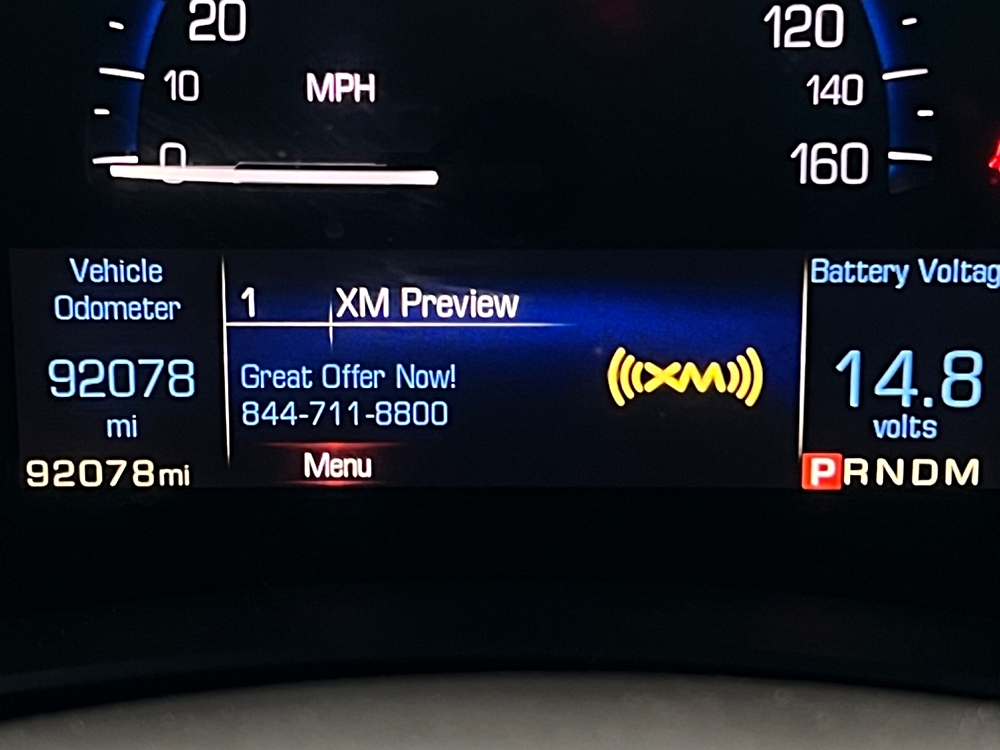 20
10
MPH
0
120
140
160
Vehicle
Odometer
92078
mi
92078mi
1 XM Preview
Great Offer Now!
844-711-8800
Menu
XM
Battery Voltag
14.8
volts
PRNDM